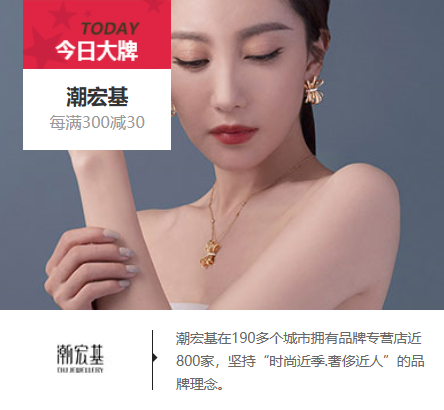 TODAY
今日大牌
潮宏基
每满300减30
潮宏基
CHJ JEWELLERY
潮宏基在190多个城市拥有品牌专营店近
800家，坚持“时尚近季.奢侈近人”的品
牌理念。